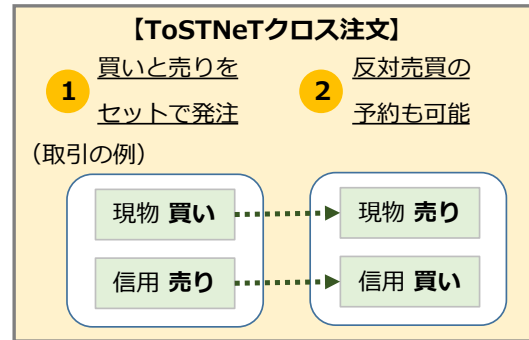 【ToSTNeTクロス注文】
1 買いと売りを
セットで発注
2 反対売買の
予約も可能
(取引の例)
現物 買い
信用 売り
現物 売り
信用 買い